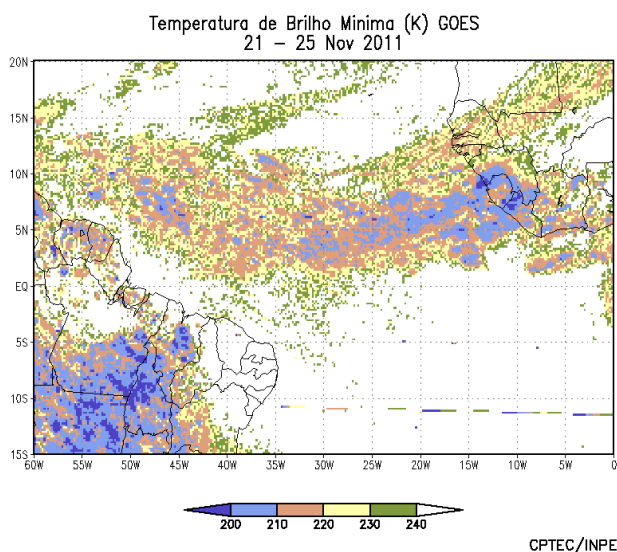 Temperatura de Brilho Minima (K) GOES
21 – 25 Nov 2011
20N
15N
10N
5N
EQ
5S
10S
15S
60W 55W 50W 45W 40W 35W 30W 25W 20W 15W 10W 5W 0
200 210 220 230 240
CPTEC/INPE